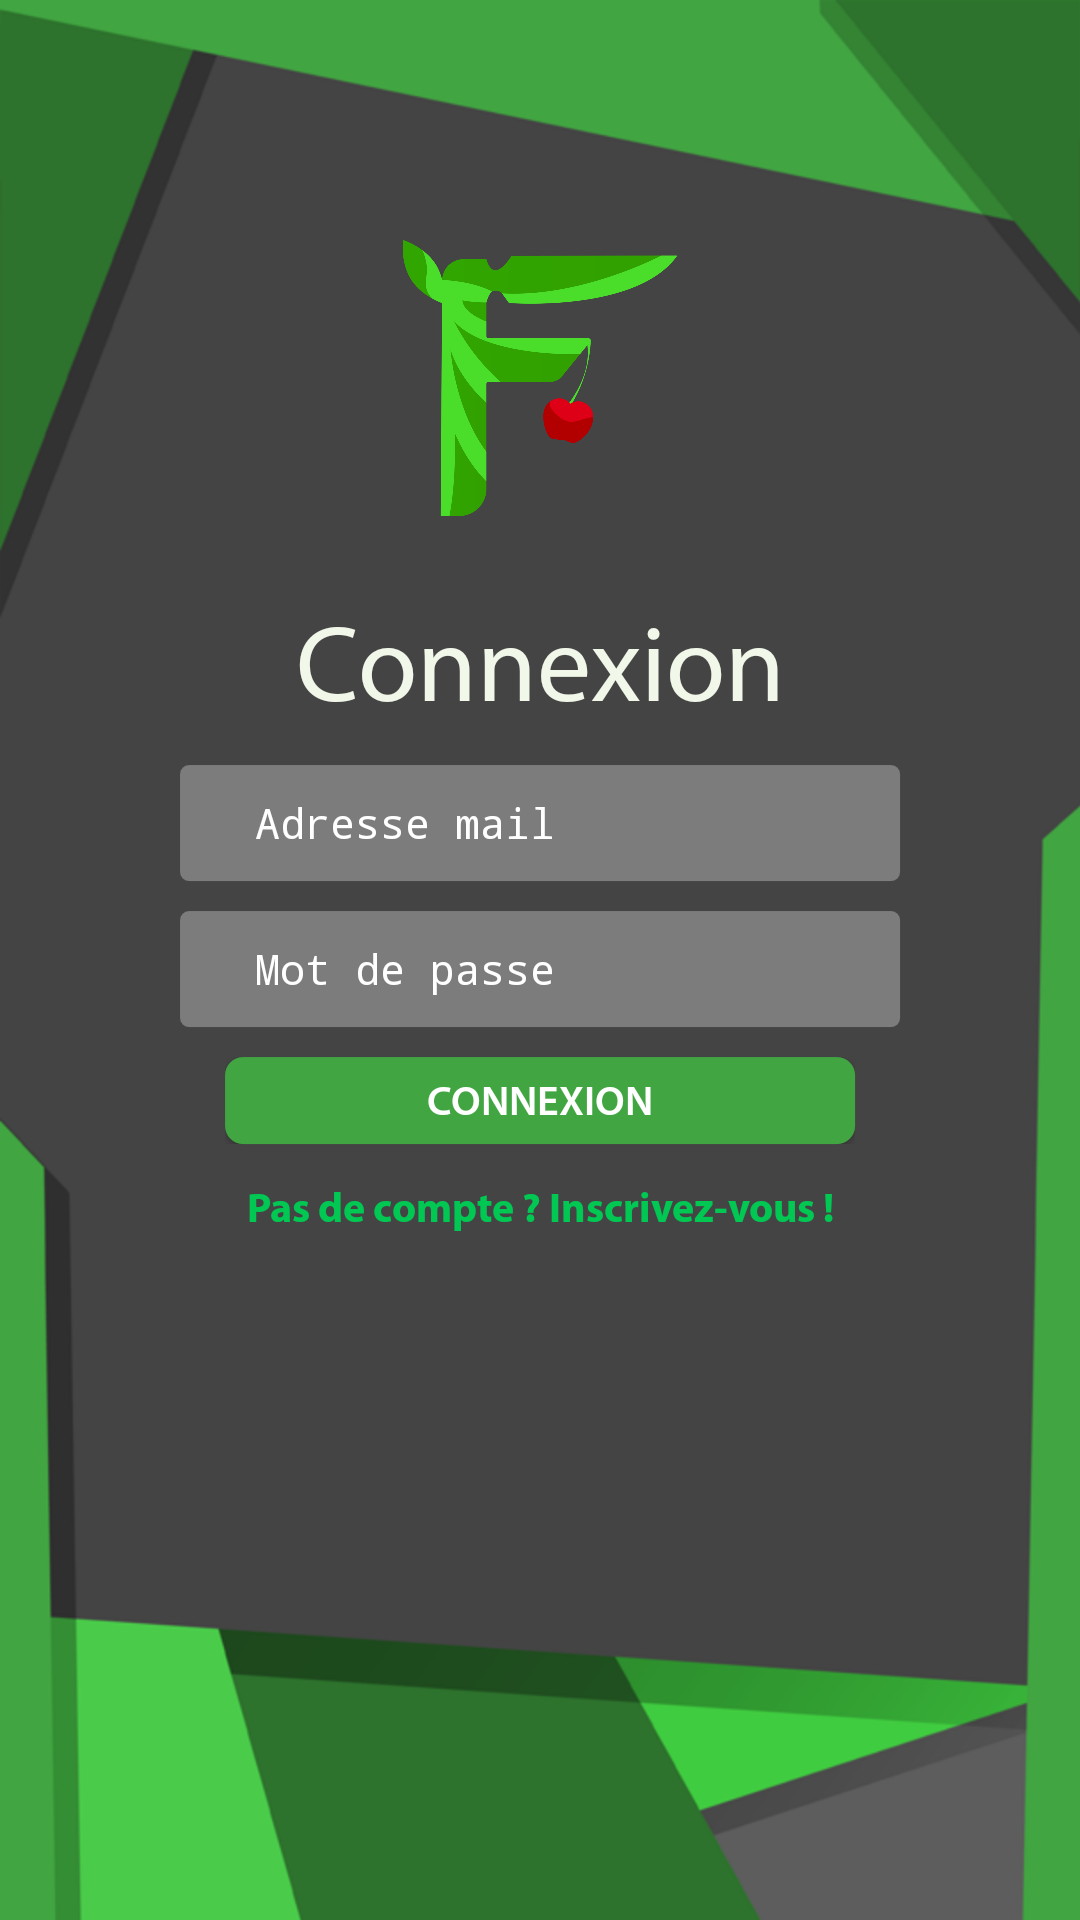 Connexion
Adresse mail
Mot de passe
CONNEXION
Pas de compte ? Inscrivez-vous !